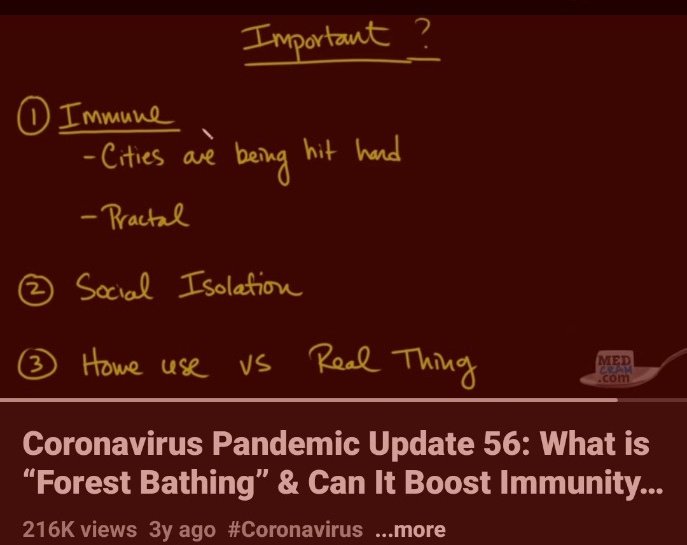 Important ?
① Immune
- Cities are being hit hard
- Practal
② Social Isolation
③ Home use vs Real Thing
MED
CRAM
.com
Coronavirus Pandemic Update 56: What is
“Forest Bathing” & Can It Boost Immunity...
216K views 3y ago #Coronavirus ...more